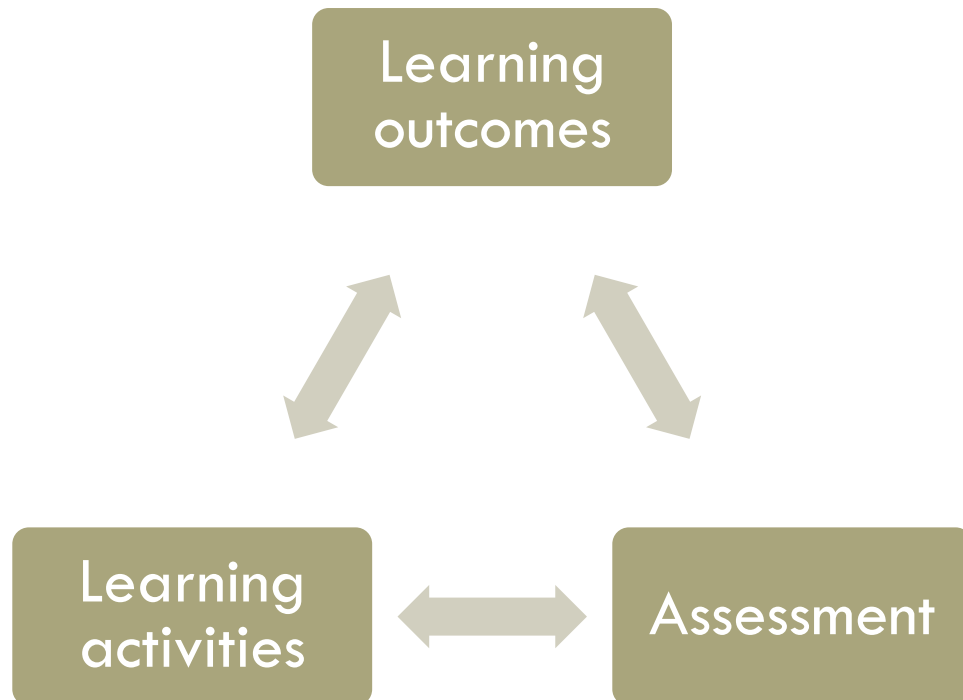 Learning
outcomes
Learning
activities
Assessment